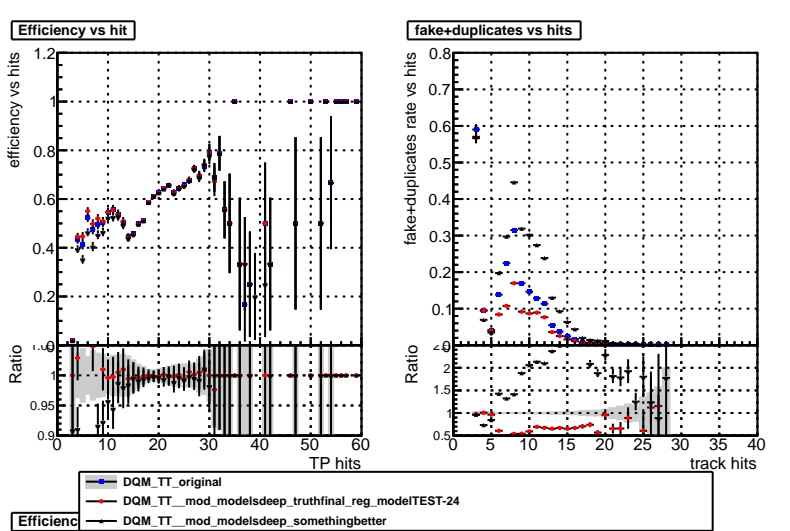 Efficiency vs hit
fake+duplicates vs hits
efficiency vs hits
1.2
1
0.8
0.6
0.4
0.2
Ratio
1
0.95
0.9
0 10 20 30 40 50 60
TP hits
fake+duplicates rate vs hits
0.8
0.7
0.6
0.5
0.4
0.3
0.2
0.1
Ratio
2
1.5
1
0.5
0 5 10 15 20 25 30 35 40
track hits
DQM_TT_original
DQM_TT__mod_modelsdeep_truthfinal_reg_modelTEST-24
DQM_TT__mod_modelsdeep_somethingbetter
Efficienc